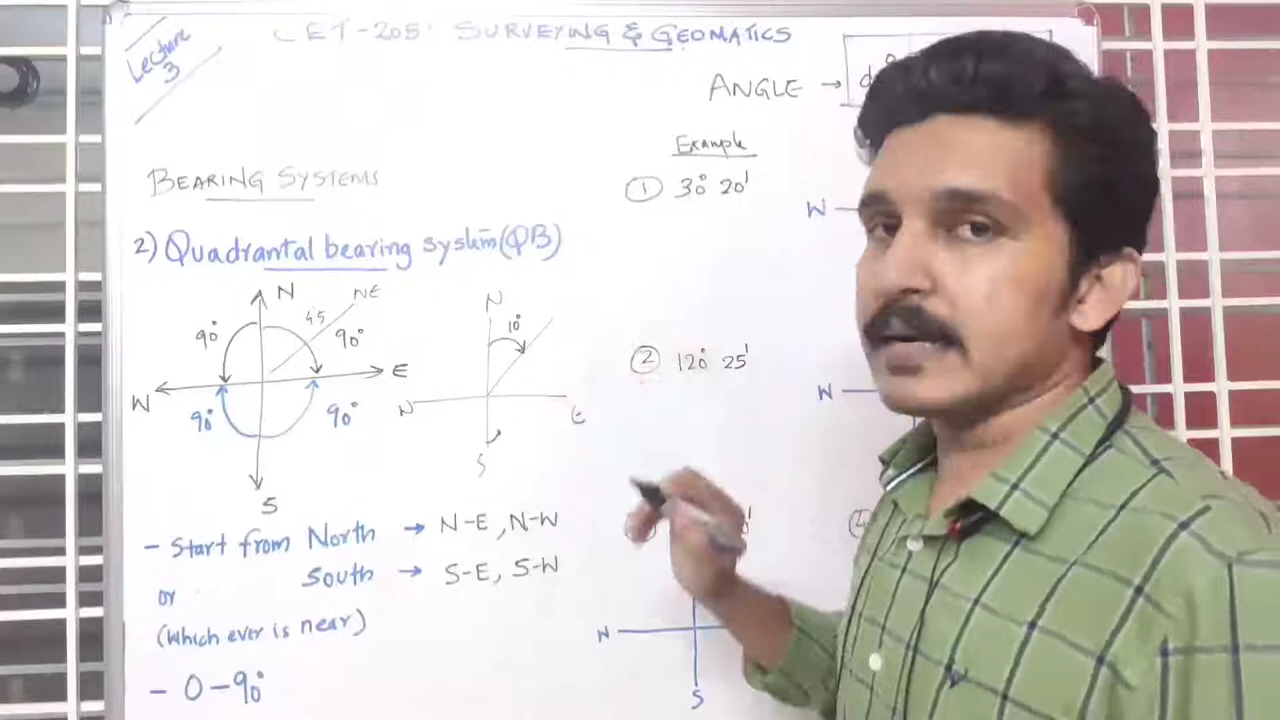 Lecture
3
CET-205: SURVEYING & GEOMATICS
ANGLE →
BEARING SYSTEMS
2) Quadrantal bearing system (QB)
N
NE
45
90°
90°
W
E
90°
90°
S
N
10°
W
E
S
- Start from North → N-E, N-W
South → S-E, S-W
or
(Which ever is near)
- 0-90°
Example
① 30° 20'
W
② 120° 25'
W
W
S